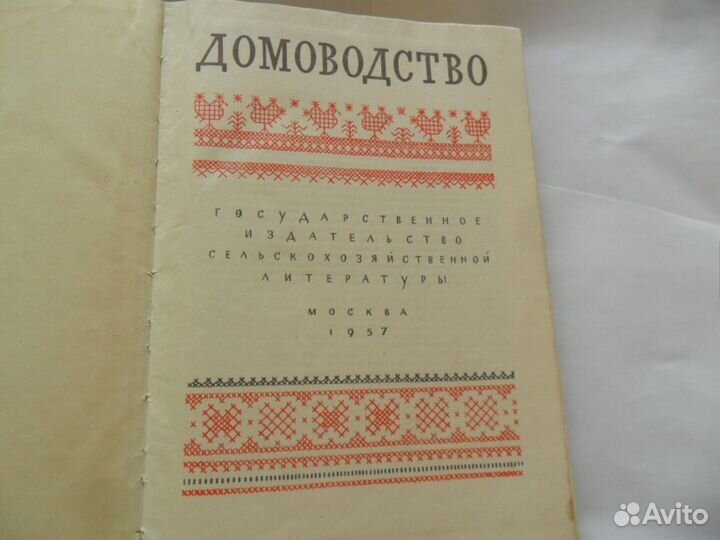 ДОМОВОДСТВО
ГОСУДАРСТВЕННОЕ
ИЗДАТЕЛЬСТВО
СЕЛЬСКОХОЗЯЙСТВЕННОЙ
ЛИТЕРАТУРЫ
МОСКВА
1957
Avito